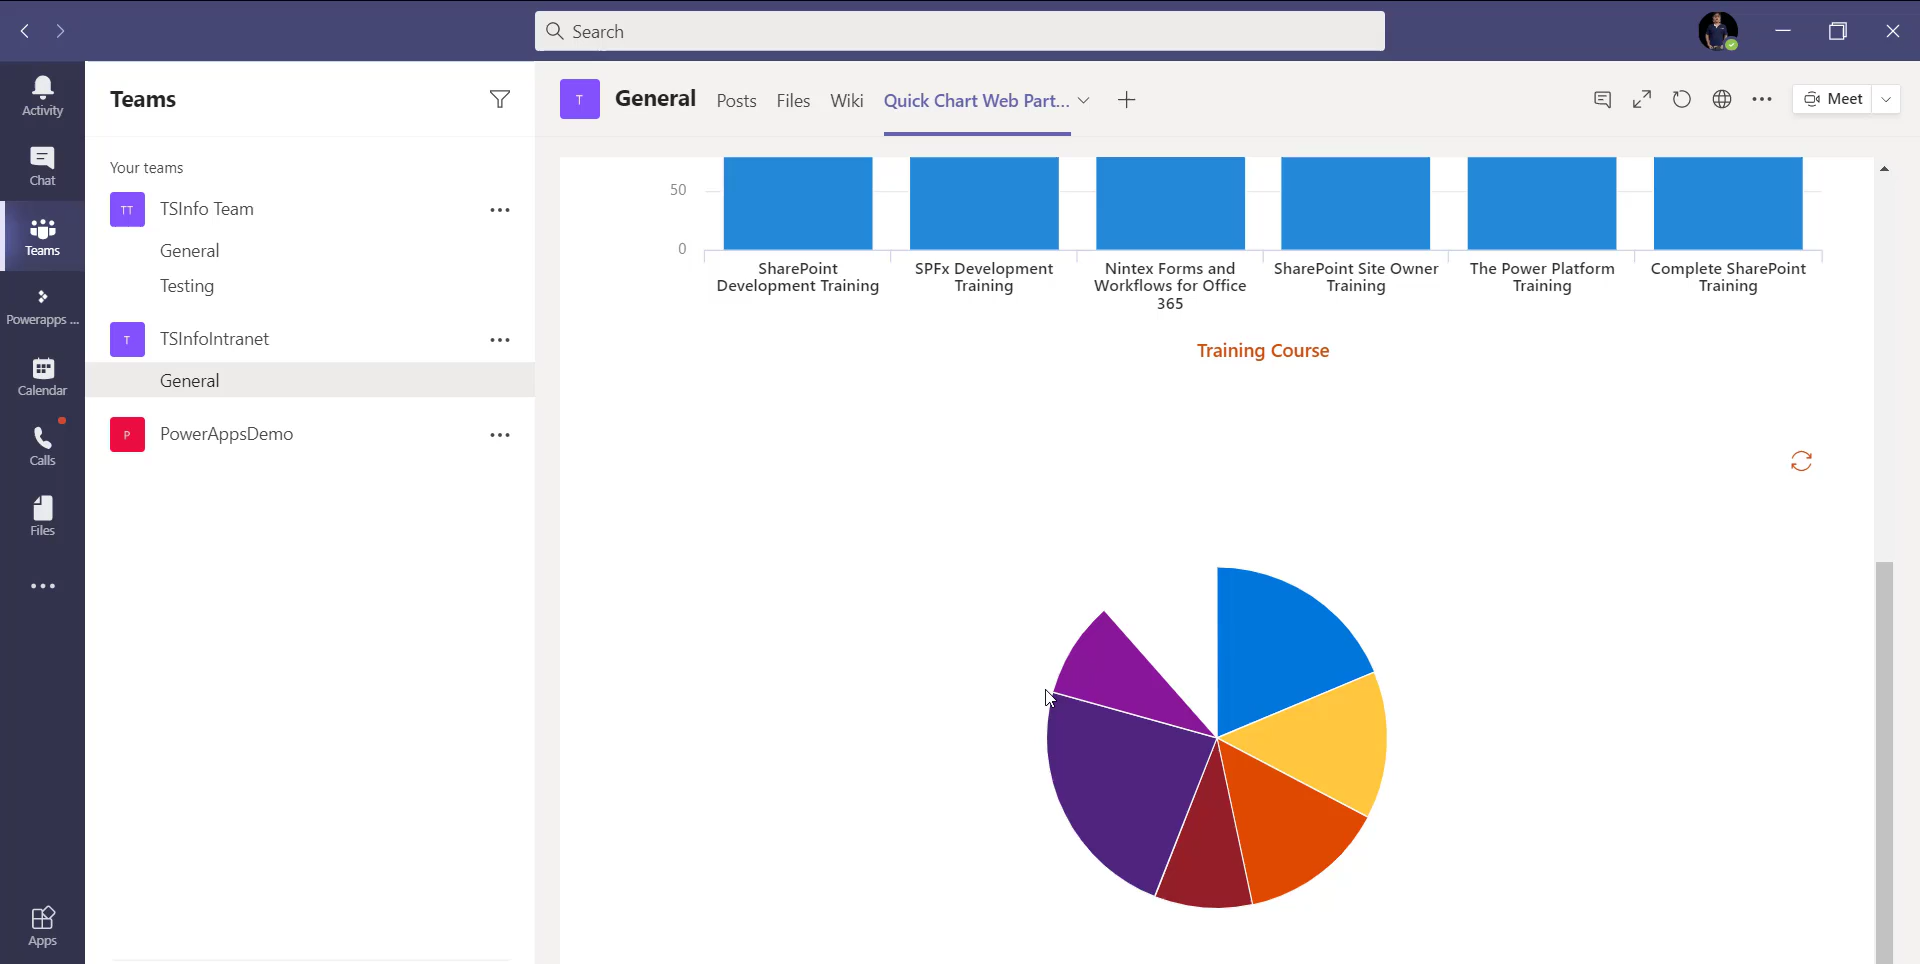 Search
Activity
Chat
Teams
Powerapps ...
Calendar
Calls
Files
Apps
Teams
Your teams
TT TSInfo Team
General
Testing
T TSInfoIntranet
General
P PowerAppsDemo
T General Posts Files Wiki Quick Chart Web Part... Meet
50
0
SharePoint
Development Training
SPFx Development
Training
Nintex Forms and
Workflows for Office
365
SharePoint Site Owner
Training
The Power Platform
Training
Complete SharePoint
Training
Training Course